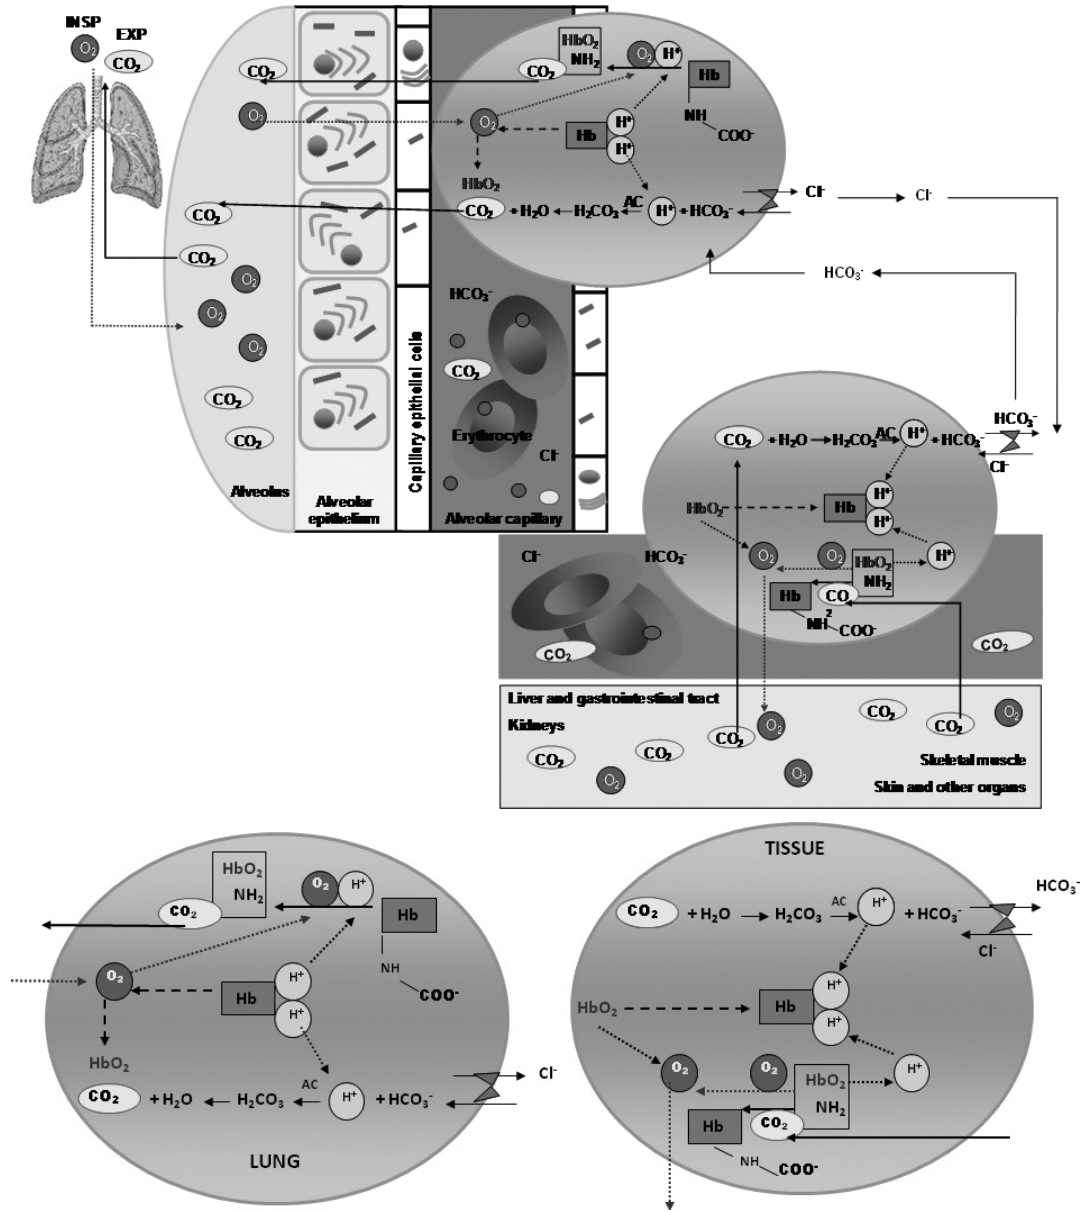 INSP
O₂
EXP
CO₂
CO₂
O₂
CO₂
CO₂
O₂
O₂
O₂
CO₂
CO₂
Alveolus
Alveolar
epithelium
Capillary epithelial cells
HbO₂
NH₂
CO₂
O₂
H⁺
Hb
NH
COO⁻
O₂
Hb
H⁺
H⁺
HbO₂
CO₂ + H₂O H₂CO₃ AC H⁺ + HCO₃⁻
Cl⁻
Cl⁻
HCO₃⁻
HCO₃⁻
CO₂
Erythrocyte
Cl⁻
Alveolar capillary
CO₂ + H₂O H₂CO₃ AC H⁺ + HCO₃⁻
HCO₃⁻
Cl⁻
HbO₂
Hb
H⁺
H⁺
O₂
O₂
HbO₂
NH₂
H⁺
Hb
CO
2
NH
COO⁻
Cl⁻
HCO₃⁻
CO₂
CO₂
Liver and gastrointestinal tract
Kidneys
CO₂
CO₂
CO₂
O₂
CO₂
CO₂
O₂
O₂
O₂
Skeletal muscle
Skin and other organs
HbO₂
NH₂
CO₂
O₂
H⁺
Hb
NH
COO⁻
O₂
Hb
H⁺
H⁺
HbO₂
CO₂ + H₂O H₂CO₃ AC H⁺ + HCO₃⁻
Cl⁻
LUNG
TISSUE
CO₂ + H₂O H₂CO₃ AC H⁺ + HCO₃⁻
HCO₃⁻
Cl⁻
HbO₂
Hb
H⁺
H⁺
O₂
O₂
HbO₂
NH₂
H⁺
Hb
CO₂
NH
COO⁻